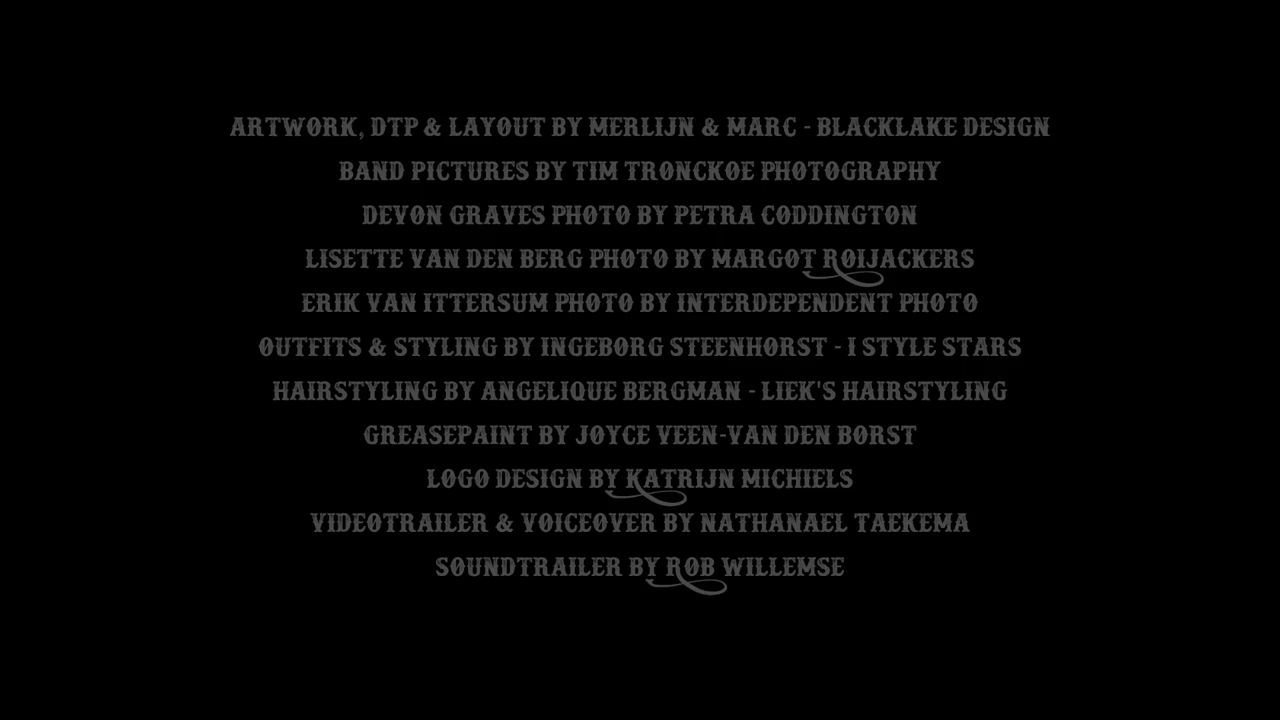 ARTWORK, DTP & LAYOUT BY MERLIJN & MARC - BLACKLAKE DESIGN
BAND PICTURES BY TIM TRONCKOE PHOTOGRAPHY
DEVON GRAVES PHOTO BY PETRA CODDINGTON
LISETTE VAN DEN BERG PHOTO BY MARGOT ROIJACKERS
ERIK VAN ITTERSUM PHOTO BY INTERDEPENDENT PHOTO
OUTFITS & STYLING BY INGEBORG STEENHORST - I STYLE STARS
HAIRSTYLING BY ANGELIQUE BERGMAN - LIEK'S HAIRSTYLING
GREASEPAINT BY JOYCE VEEN-VAN DEN BORST
LOGO DESIGN BY KATRIJN MICHIELS
VIDEOTRAILER & VOICEOVER BY NATHANAEL TAEKEMA
SOUNDTRAILER BY ROB WILLEMSE